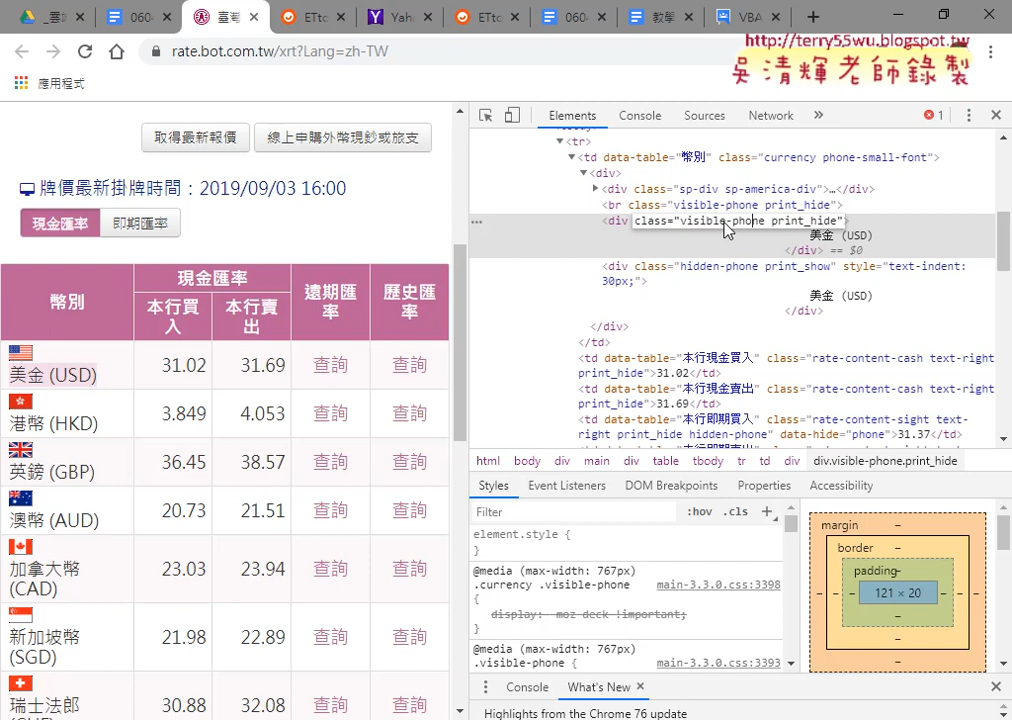 _雲端
060
臺灣
ETtc
Yah
ETtc
060
教學
VBA
rate.bot.com.tw/xrt?Lang=zh-TW
http://terry55wu.blogspot.tw
吳清輝老師錄製
應用程式
取得最新報價
線上申購外幣現鈔或旅支
牌價最新掛牌時間：2019/09/03 16:00
現金匯率 即期匯率
幣別 現金匯率 本行買入 本行賣出 遠期匯率 歷史匯率
美金 (USD) 31.02 31.69 查詢 查詢
港幣 (HKD) 3.849 4.053 查詢 查詢
英鎊 (GBP) 36.45 38.57 查詢 查詢
澳幣 (AUD) 20.73 21.51 查詢 查詢
加拿大幣 (CAD) 23.03 23.94 查詢 查詢
新加坡幣 (SGD) 21.98 22.89 查詢 查詢
瑞士法郎 30.88 32.08 查詢 查詢
Elements Console Sources Network » 1
<tr>
<td data-table="幣別" class="currency phone-small-font">
<div>
<div class="sp-div sp-america-div">…</div>
<br class="visible-phone print_hide">
<div class="visible-phone print_hide">
美金 (USD)
</div> == $0
<div class="hidden-phone print_show" style="text-indent:
30px;">
美金 (USD)
</div>
</div>
</td>
<td data-table="本行現金買入" class="rate-content-cash text-right
print_hide">31.02</td>
<td data-table="本行現金賣出" class="rate-content-cash text-right
print_hide">31.69</td>
<td data-table="本行即期買入" class="rate-content-sight text-
right print_hide hidden-phone" data-hide="phone">31.37</td>
html body div main div table tbody tr td div div.visible-phone.print_hide
Styles Event Listeners DOM Breakpoints Properties Accessibility
Filter :hov .cls +
element.style {
}
@media (max-width: 767px)
.currency .visible-phone main-3.3.0.css:3398
{
display: moz deck !important;
}
@media (max-width: 767px)
.visible-phone { main-3.3.0.css:3393
margin –
border –
padding –
121 × 20
Console What's New ×
Highlights from the Chrome 76 update